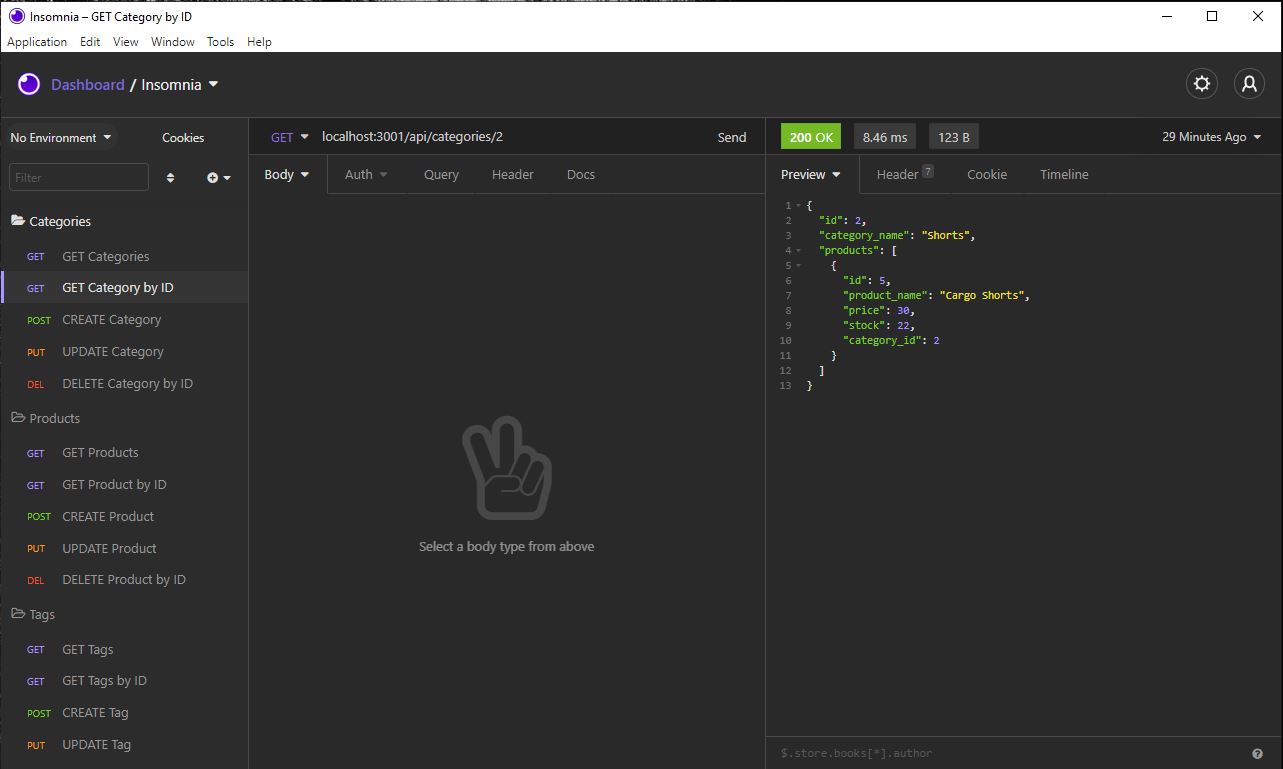 Insomnia – GET Category by ID
Application Edit View Window Tools Help
Dashboard / Insomnia
No Environment Cookies
Filter
Categories
GET GET Categories
GET GET Category by ID
POST CREATE Category
PUT UPDATE Category
DEL DELETE Category by ID
Products
GET GET Products
GET GET Product by ID
POST CREATE Product
PUT UPDATE Product
DEL DELETE Product by ID
Tags
GET GET Tags
GET GET Tags by ID
POST CREATE Tag
PUT UPDATE Tag
GET localhost:3001/api/categories/2 Send
Body Auth Query Header Docs
Select a body type from above
200 OK 8.46 ms 123 B 29 Minutes Ago
Preview Header 7 Cookie Timeline
1 {
2 "id": 2,
3 "category_name": "Shorts",
4 "products": [
5 {
6 "id": 5,
7 "product_name": "Cargo Shorts",
8 "price": 30,
9 "stock": 22,
10 "category_id": 2
11 }
12 ]
13 }
$.store.books[*].author